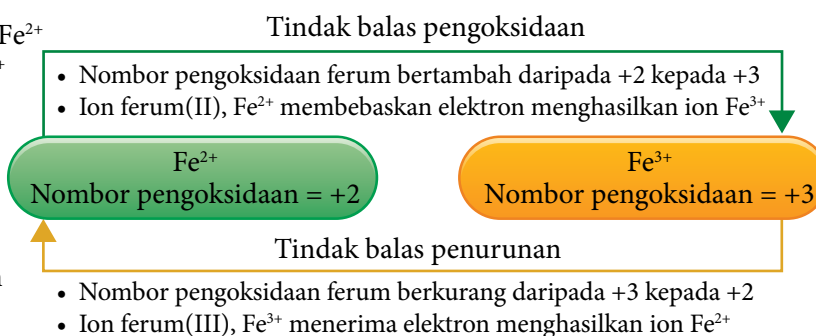 Fe²⁺
⁺
Tindak balas pengoksidaan
• Nombor pengoksidaan ferum bertambah daripada +2 kepada +3
• Ion ferum(II), Fe²⁺ membebaskan elektron menghasilkan ion Fe³⁺
Fe²⁺
Nombor pengoksidaan = +2
Fe³⁺
Nombor pengoksidaan = +3
Tindak balas penurunan
• Nombor pengoksidaan ferum berkurang daripada +3 kepada +2
• Ion ferum(III), Fe³⁺ menerima elektron menghasilkan ion Fe²⁺